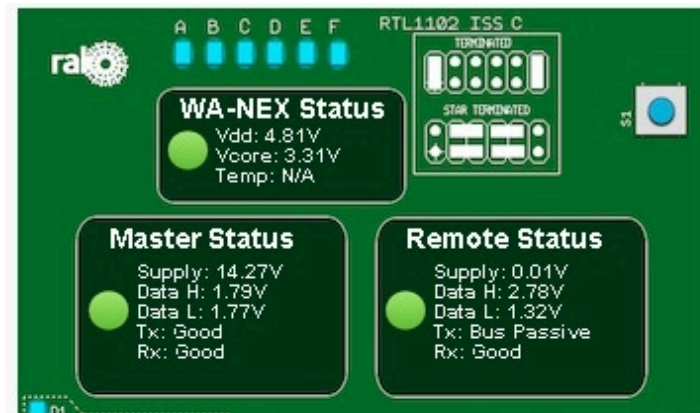 A B C D E F
RTL1102 ISS C
TERMINATED
rako
STAR TERMINATED
S1
WA-NEX Status
Vdd: 4.81V
Vcore: 3.31V
Temp: N/A
Master Status
Supply: 14.27V
Data H: 1.79V
Data L: 1.77V
Tx: Good
Rx: Good
Remote Status
Supply: 0.01V
Data H: 2.78V
Data L: 1.32V
Tx: Bus Passive
Rx: Good
D1